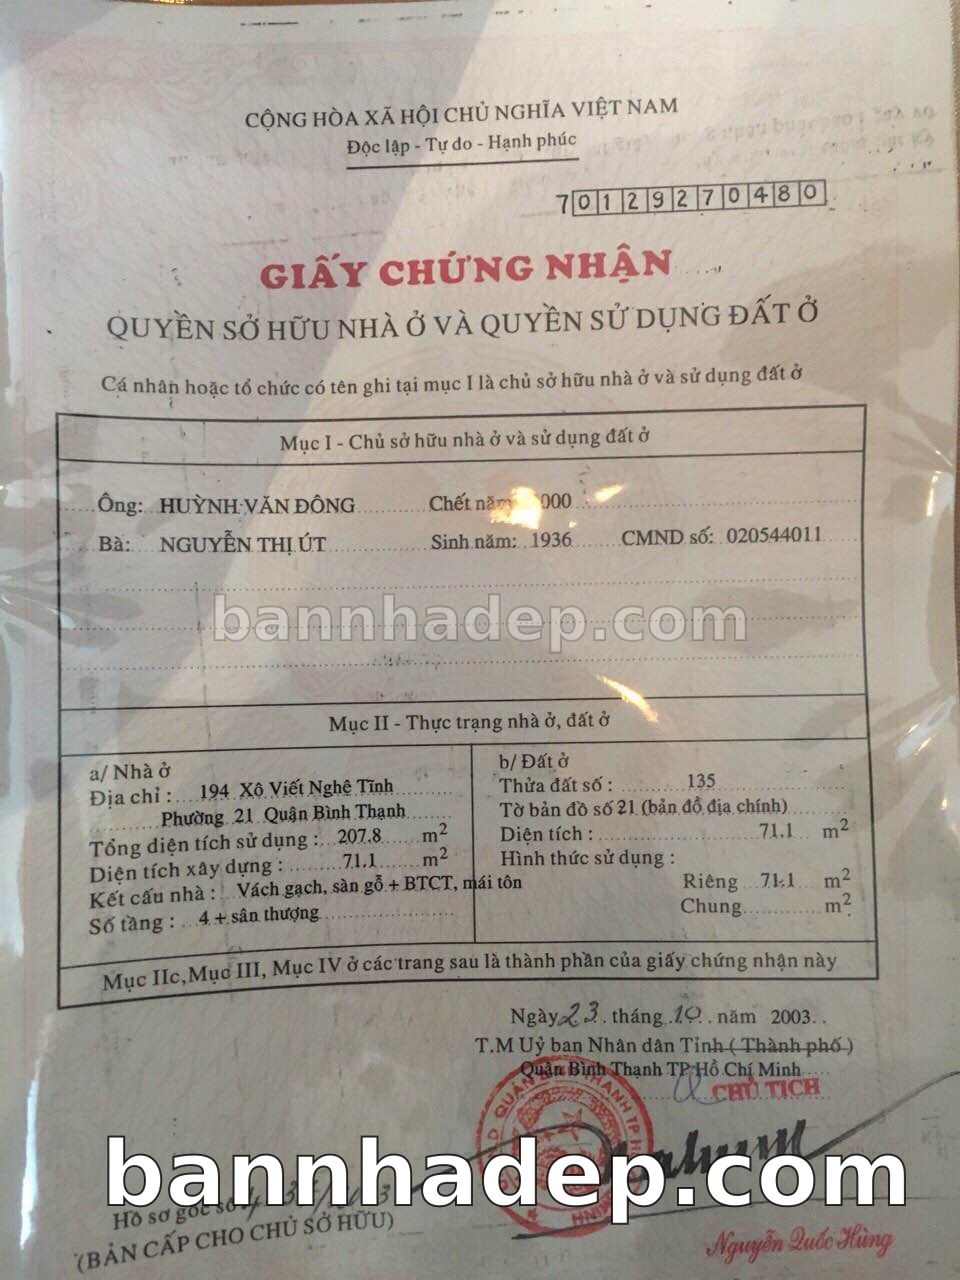 CỘNG HÒA XÃ HỘI CHỦ NGHĨA VIỆT NAM
Độc lập - Tự do - Hạnh phúc
701292​70480
GIẤY CHỨNG NHẬN
QUYỀN SỞ HỮU NHÀ Ở VÀ QUYỀN SỬ DỤNG ĐẤT Ở
Cá nhân hoặc tổ chức có tên ghi tại mục I là chủ sở hữu nhà ở và sử dụng đất ở
Mục I - Chủ sở hữu nhà ở và sử dụng đất ở
Ông: HUỲNH VĂN ĐÔNG Chết năm 000
Bà: NGUYỄN THỊ ÚT Sinh năm: 1936 CMND số: 020544011
bannhadep.com
Mục II - Thực trạng nhà ở, đất ở
a/ Nhà ở
Địa chỉ : 194 Xô Viết Nghệ Tĩnh
Phường 21 Quận Bình Thạnh
Tổng diện tích sử dụng : 207.8 m2
Diện tích xây dựng : 71.1 m2
Kết cấu nhà : Vách gạch, sàn gỗ + BTCT, mái tôn
Số tầng : 4 + sân thượng
b/ Đất ở
Thửa đất số : 135
Tờ bản đồ số 21 (bản đồ địa chính)
Diện tích : 71.1 m2
Hình thức sử dụng :
Riêng 71.1 m2
Chung m2
Mục IIc, Mục III, Mục IV ở các trang sau là thành phần của giấy chứng nhận này
Ngày 23 tháng 10 năm 2003
T.M Uỷ ban Nhân dân Tỉnh ( Thành phố )
Quận Bình Thạnh TP Hồ Chí Minh
CHỦ TỊCH
bannhadep.com
Hồ sơ gốc số
(BẢN CẤP CHO CHỦ SỞ HỮU)
Nguyễn Quốc Hùng